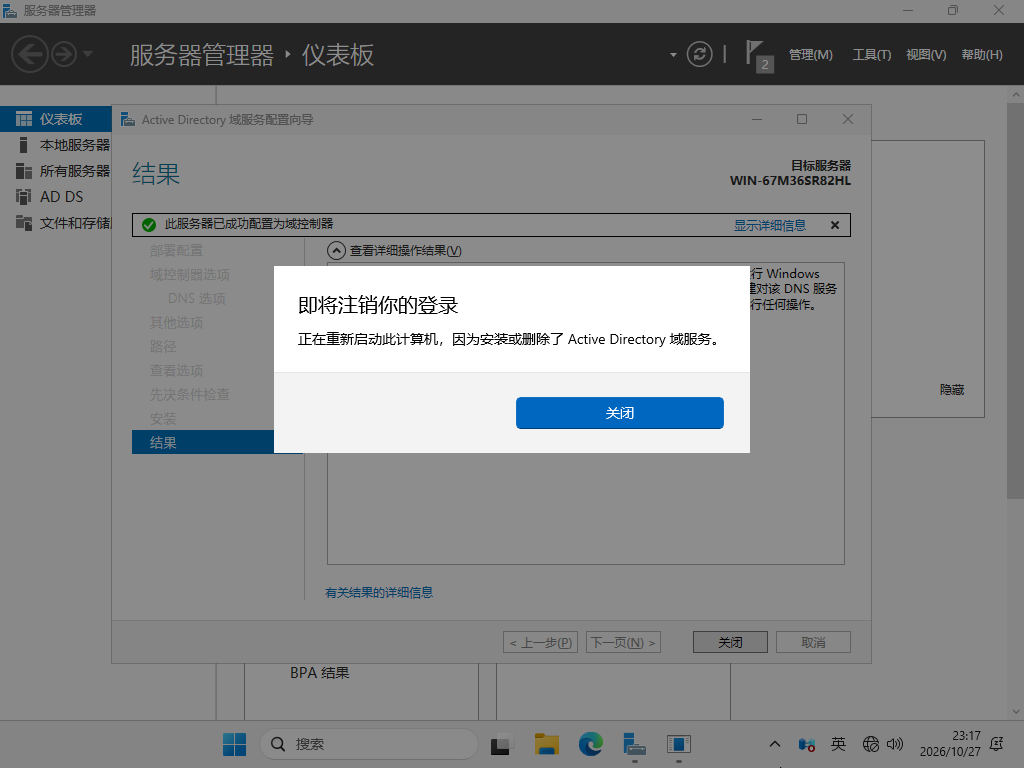 服务器管理器
服务器管理器 ‣ 仪表板
2
管理(M) 工具(T) 视图(V) 帮助(H)
仪表板
本地服务器
所有服务器
AD DS
文件和存储
Active Directory 域服务配置向导
结果
目标服务器
WIN-67M36SR82HL
此服务器已成功配置为域控制器
显示详细信息
部署配置
域控制器选项
DNS 选项
其他选项
路径
查看选项
先决条件检查
安装
结果
查看详细操作结果(V)
行 Windows
建对该 DNS 服务
行任何操作。
即将注销你的登录
正在重新启动此计算机，因为安装或删除了 Active Directory 域服务。
关闭
隐藏
有关结果的详细信息
< 上一步(P) 下一页(N) > 关闭 取消
BPA 结果
搜索
英
23:17
2026/10/27